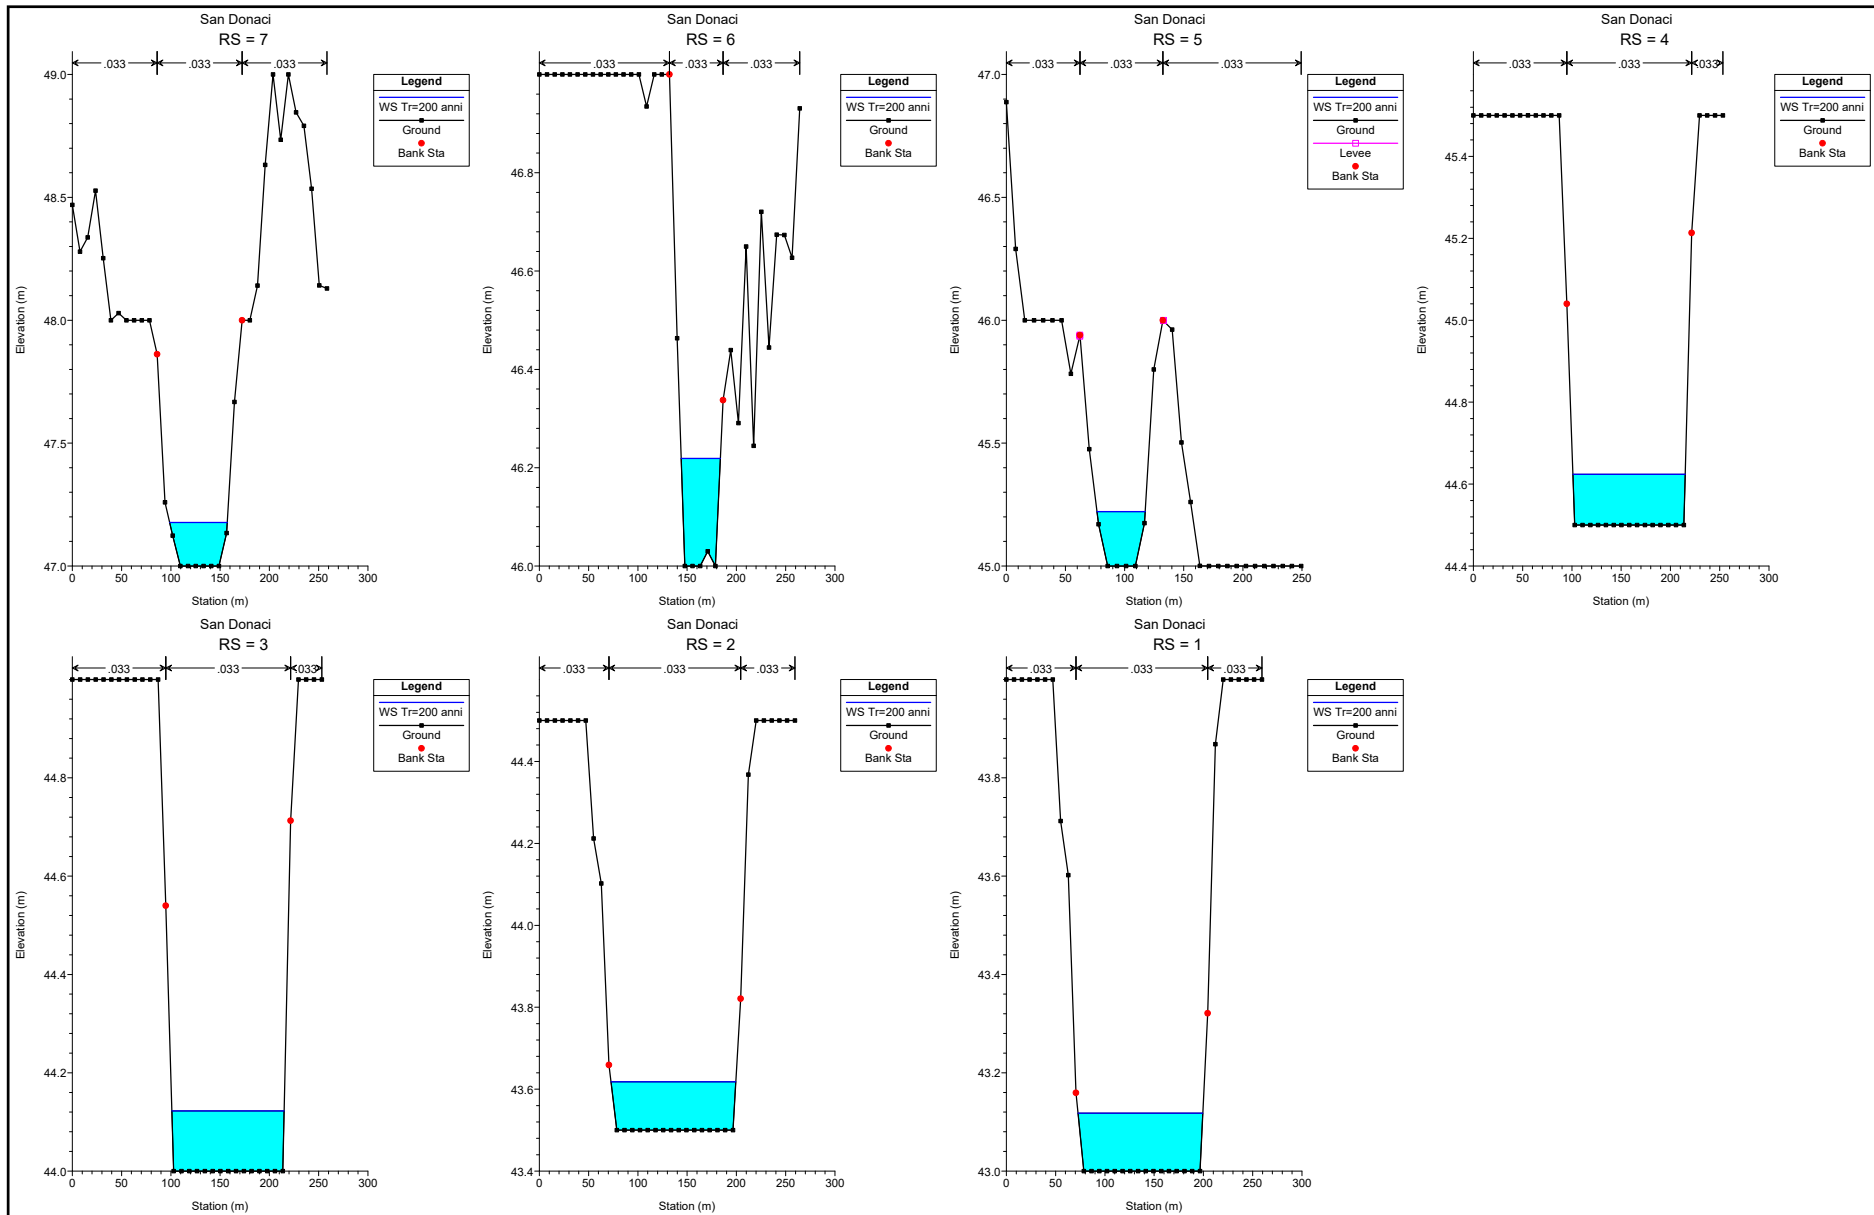 San Donaci
RS = 7
.033 .033 .033
49.0
48.5
48.0
47.5
47.0
0 50 100 150 200 250 300
Station (m)
Elevation (m)
Legend
WS Tr=200 anni
Ground
Bank Sta
San Donaci
RS = 6
.033 .033 .033
46.8
46.6
46.4
46.2
46.0
0 50 100 150 200 250 300
Station (m)
Elevation (m)
Legend
WS Tr=200 anni
Ground
Bank Sta
San Donaci
RS = 5
.033 .033 .033
47.0
46.5
46.0
45.5
45.0
0 50 100 150 200 250
Station (m)
Elevation (m)
Legend
WS Tr=200 anni
Ground
Levee
Bank Sta
San Donaci
RS = 4
.033 .033 .033
45.4
45.2
45.0
44.8
44.6
44.4
0 50 100 150 200 250 300
Station (m)
Elevation (m)
Legend
WS Tr=200 anni
Ground
Bank Sta
San Donaci
RS = 3
.033 .033 .033
44.8
44.6
44.4
44.2
44.0
0 50 100 150 200 250 300
Station (m)
Elevation (m)
Legend
WS Tr=200 anni
Ground
Bank Sta
San Donaci
RS = 2
.033 .033 .033
44.4
44.2
44.0
43.8
43.6
43.4
0 50 100 150 200 250 300
Station (m)
Elevation (m)
Legend
WS Tr=200 anni
Ground
Bank Sta
San Donaci
RS = 1
.033 .033 .033
43.8
43.6
43.4
43.2
43.0
0 50 100 150 200 250 300
Station (m)
Elevation (m)
Legend
WS Tr=200 anni
Ground
Bank Sta